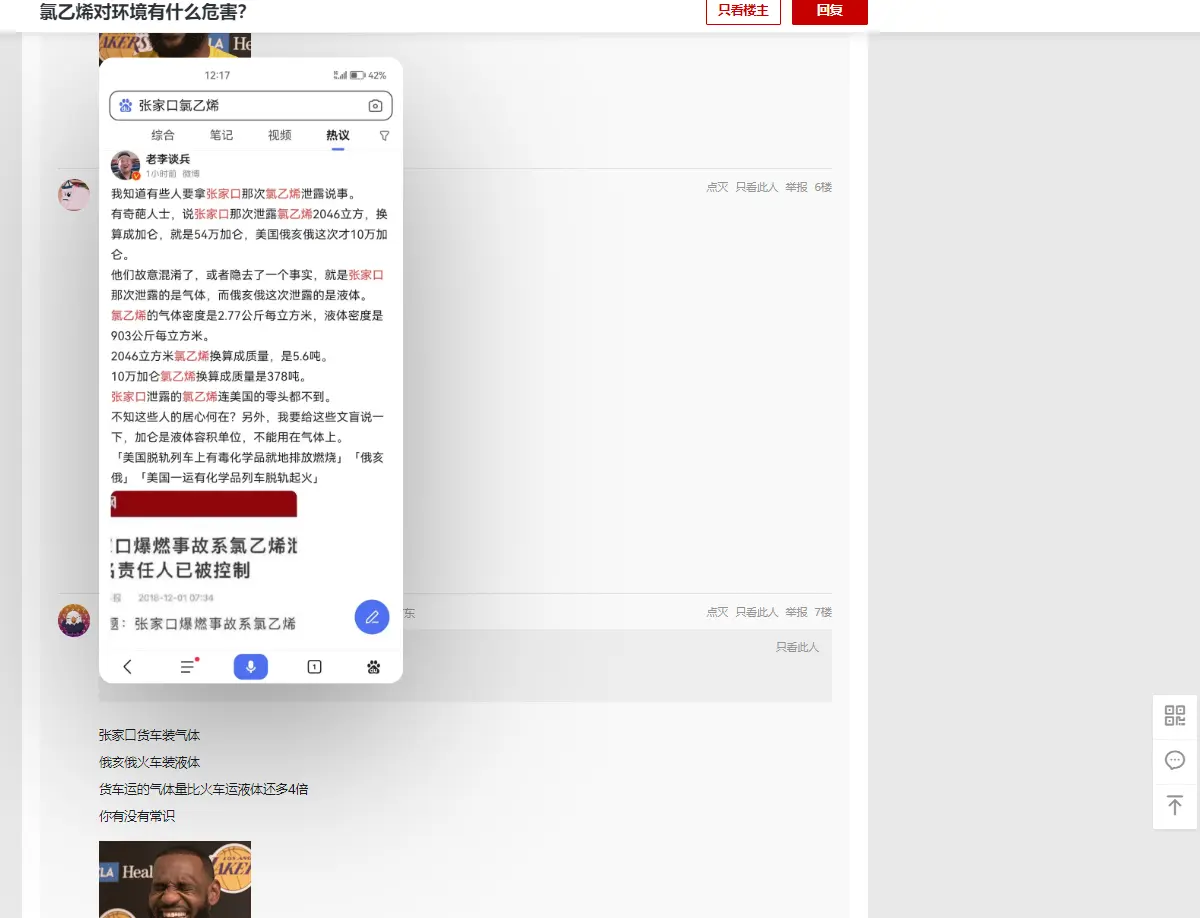 氯乙烯对环境有什么危害?
只看楼主
回复
AKERS
LA He
12:17
42%
张家口氯乙烯
综合 笔记 视频 热议
老李谈兵
1小时前 微博
点灭 只看此人 举报 6楼
我知道有些人要拿张家口那次氯乙烯泄露说事。
有奇葩人士，说张家口那次泄露氯乙烯2046立方，换
算成加仑，就是54万加仑，美国俄亥俄这次才10万加
仑。
他们故意混淆了，或者隐去了一个事实，就是张家口
那次泄露的是气体，而俄亥俄这次泄露的是液体。
氯乙烯的气体密度是2.77公斤每立方米，液体密度是
903公斤每立方米。
2046立方米氯乙烯换算成质量，是5.6吨。
10万加仑氯乙烯换算成质量是378吨。
张家口泄露的氯乙烯连美国的零头都不到。
不知这些人的居心何在？另外，我要给这些文盲说一
下，加仑是液体容积单位，不能用在气体上。
「美国脱轨列车上有毒化学品就地排放燃烧」「俄亥
俄」「美国一运有化学品列车脱轨起火」
口爆燃事故系氯乙烯泄
名责任人已被控制
报 2018-12-01 07:34
题：张家口爆燃事故系氯乙烯
东
点灭 只看此人 举报 7楼
只看此人
1
张家口货车装气体
俄亥俄火车装液体
货车运的气体量比火车运液体还多4倍
你有没有常识
LA Heal
LOS ANGELES
LAKERS